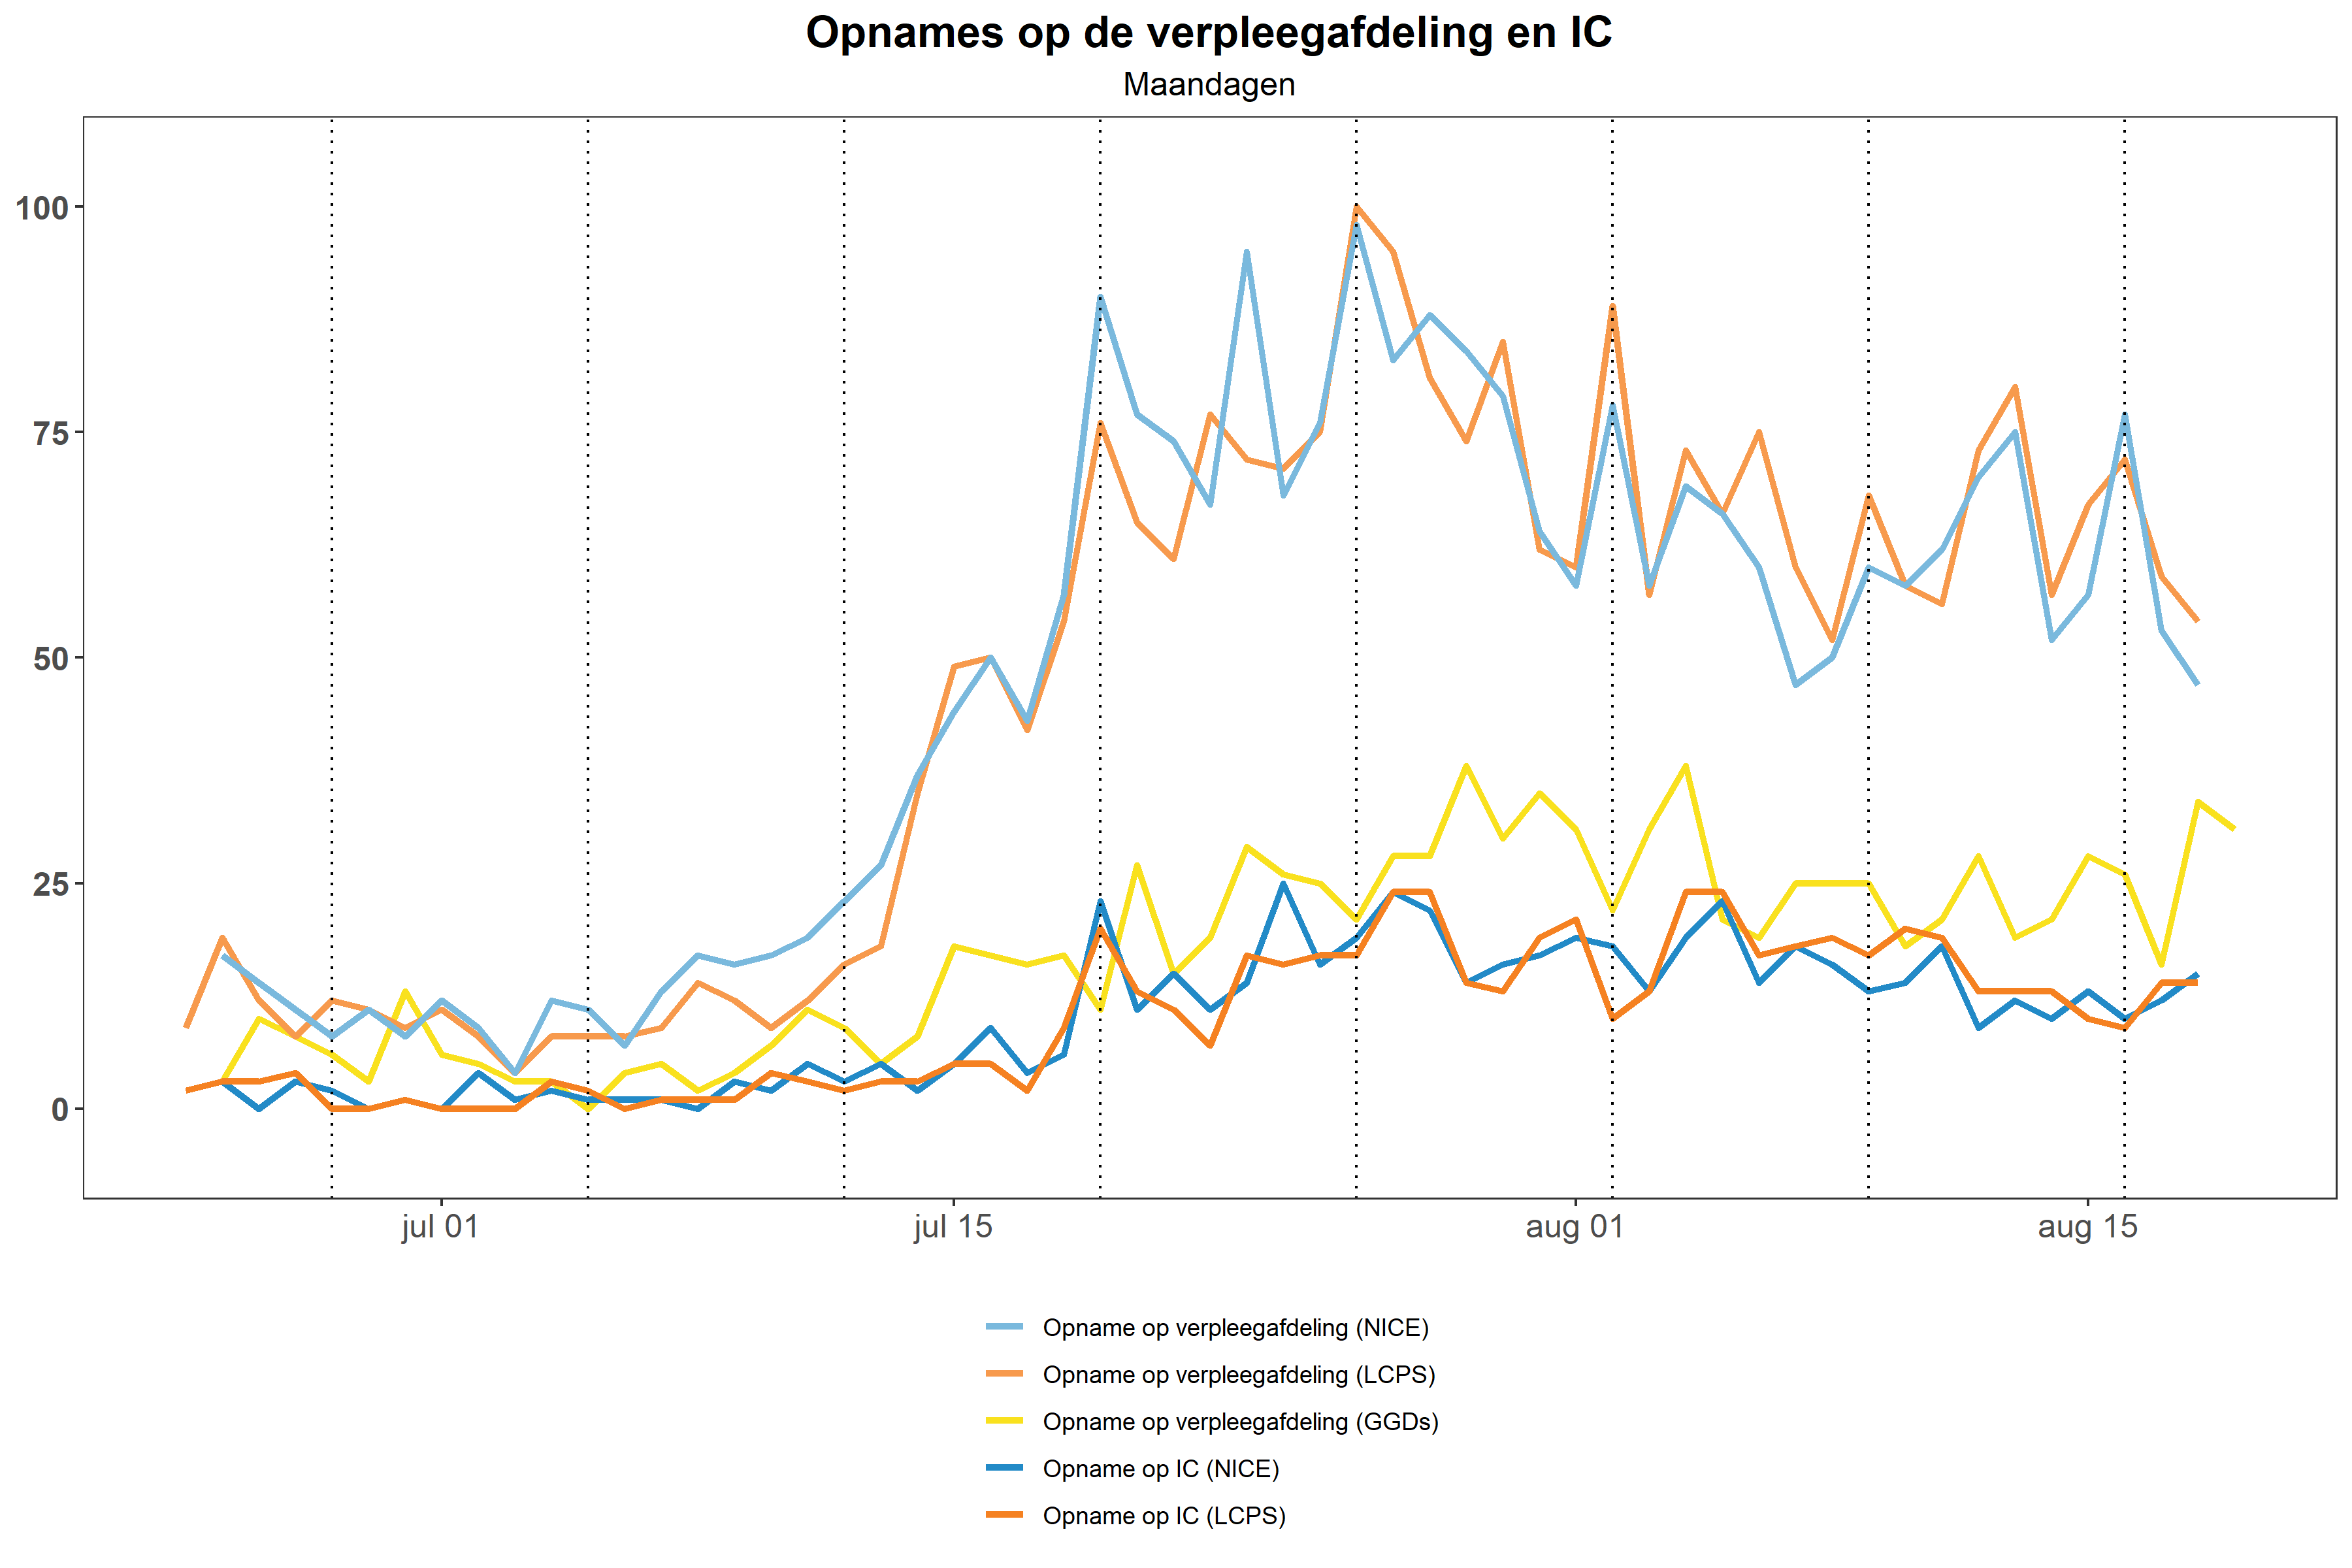 Opnames op de verpleegafdeling en IC
Maandagen
100
75
50
25
0
jul 01
jul 15
aug 01
aug 15
Opname op verpleegafdeling (NICE)
Opname op verpleegafdeling (LCPS)
Opname op verpleegafdeling (GGDs)
Opname op IC (NICE)
Opname op IC (LCPS)